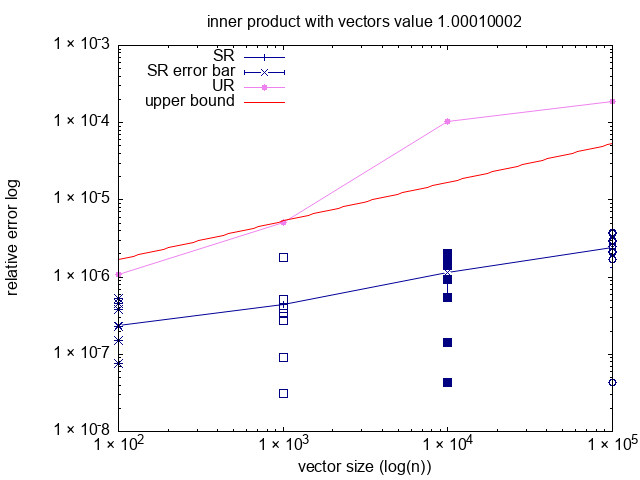 inner product with vectors value 1.00010002
1 × 10⁻³
SR
SR error bar
UR
upper bound
1 × 10⁻⁴
1 × 10⁻⁵
relative error log
1 × 10⁻⁶
1 × 10⁻⁷
1 × 10⁻⁸
1 × 10² 1 × 10³ 1 × 10⁴ 1 × 10⁵
vector size (log(n))